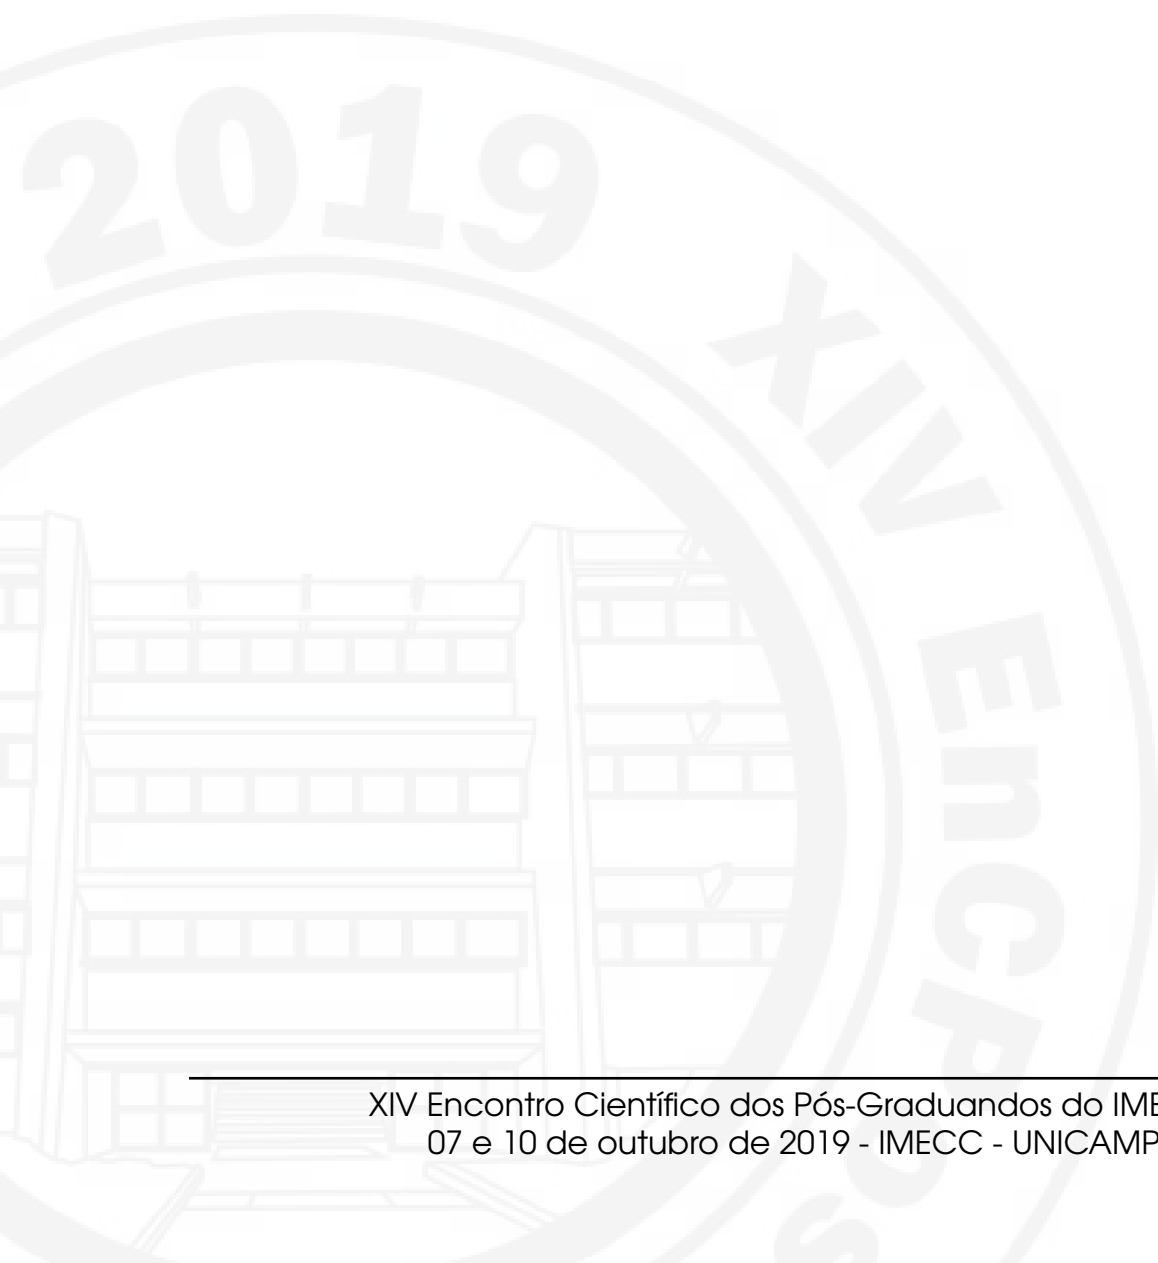 2019 XIV EnCPos
XIV Encontro Científico dos Pós-Graduandos do IME
07 e 10 de outubro de 2019 - IMECC - UNICAMP